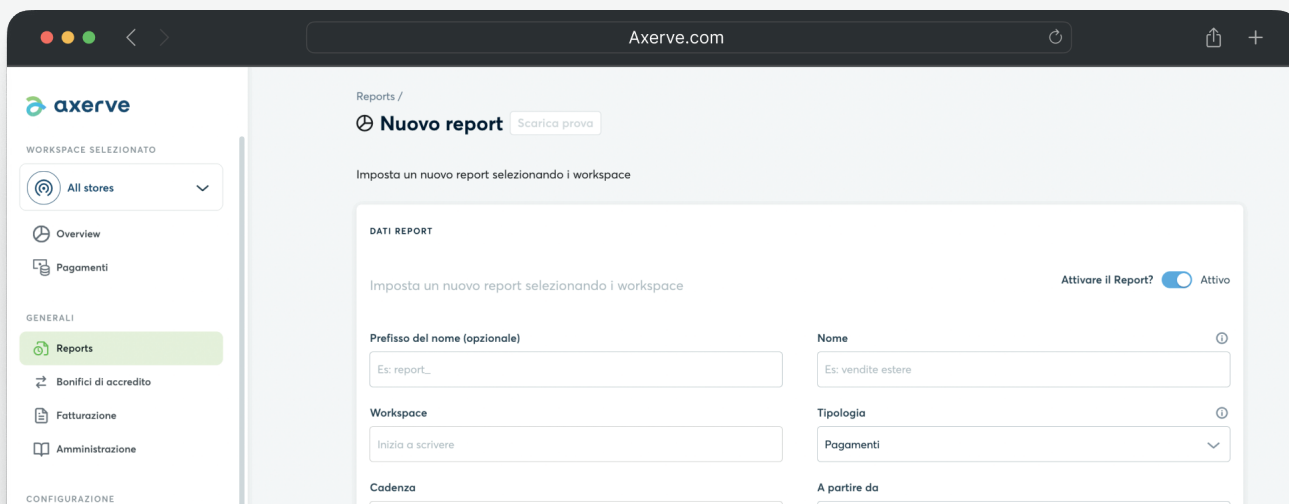 Axerve.com
axerve
WORKSPACE SELEZIONATO
All stores
Overview
Pagamenti
GENERALI
Reports
Bonifici di accredito
Fatturazione
Amministrazione
CONFIGURAZIONE
Reports /
Nuovo report Scarica prova
Imposta un nuovo report selezionando i workspace
DATI REPORT
Imposta un nuovo report selezionando i workspace
Attivare il Report? Attivo
Prefisso del nome (opzionale)
Es: report_
Nome
Es: vendite estere
Workspace
Inizia a scrivere
Tipologia
Pagamenti
Cadenza
A partire da